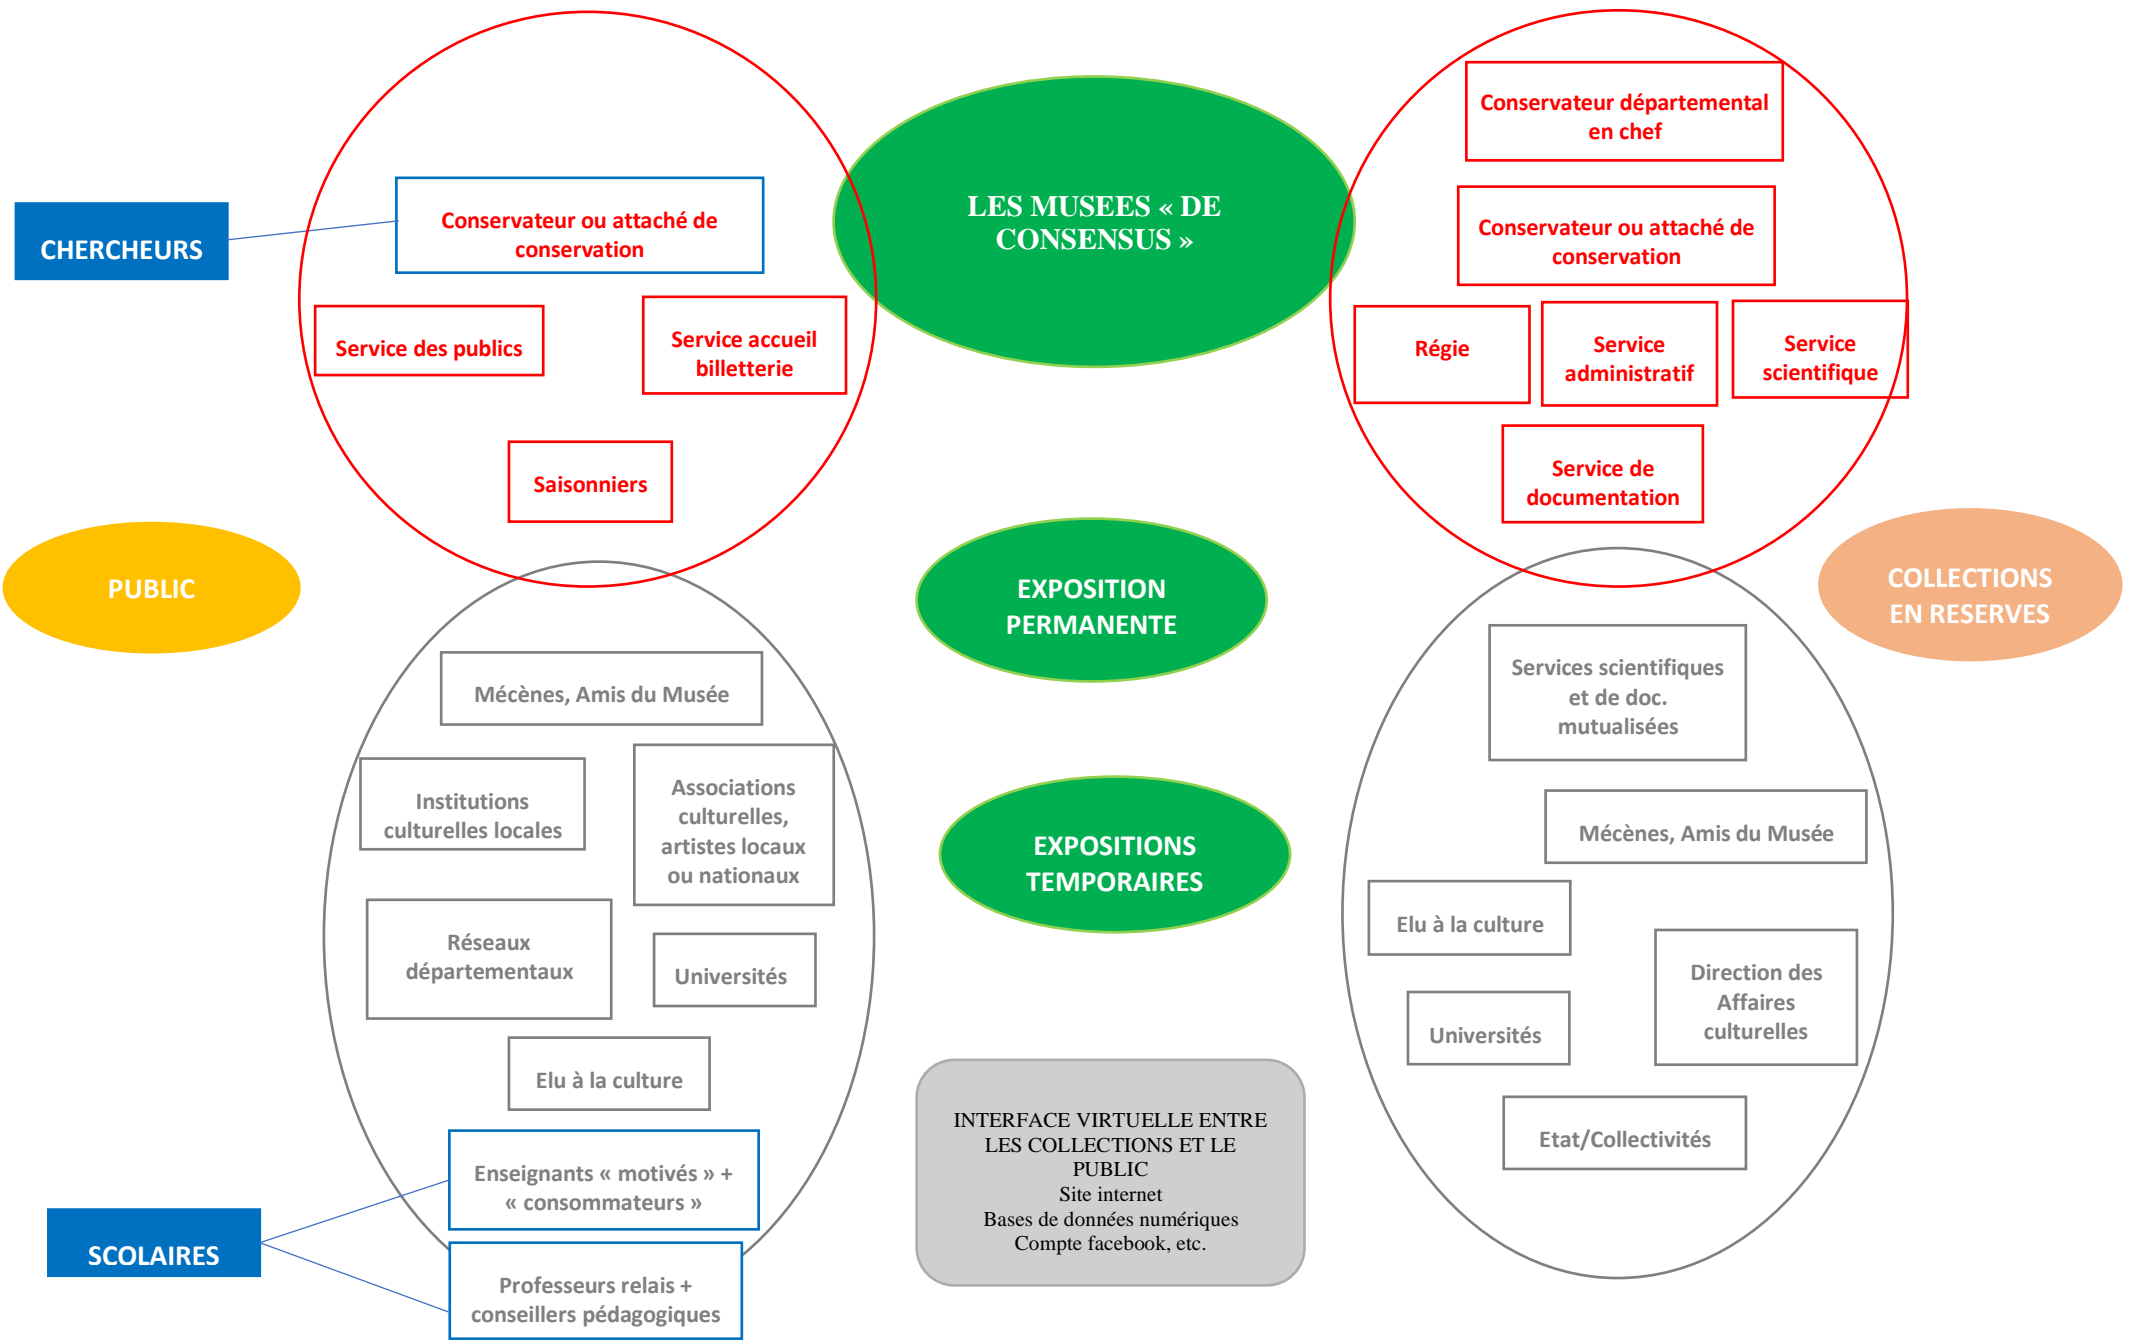 LES MUSEES « DE
CONSENSUS »
CHERCHEURS
Conservateur ou attaché de
conservation
Service des publics
Service accueil
billetterie
Saisonniers
Conservateur départemental
en chef
Conservateur ou attaché de
conservation
Régie
Service
administratif
Service
scientifique
Service de
documentation
PUBLIC
EXPOSITION
PERMANENTE
COLLECTIONS
EN RESERVES
Mécènes, Amis du Musée
Institutions
culturelles locales
Associations
culturelles,
artistes locaux
ou nationaux
Réseaux
départementaux
Universités
Elu à la culture
Enseignants « motivés » +
« consommateurs »
Professeurs relais +
conseillers pédagogiques
SCOLAIRES
EXPOSITIONS
TEMPORAIRES
INTERFACE VIRTUELLE ENTRE
LES COLLECTIONS ET LE
PUBLIC
Site internet
Bases de données numériques
Compte facebook, etc.
Services scientifiques
et de doc.
mutualisées
Mécènes, Amis du Musée
Elu à la culture
Direction des
Affaires
culturelles
Universités
Etat/Collectivités